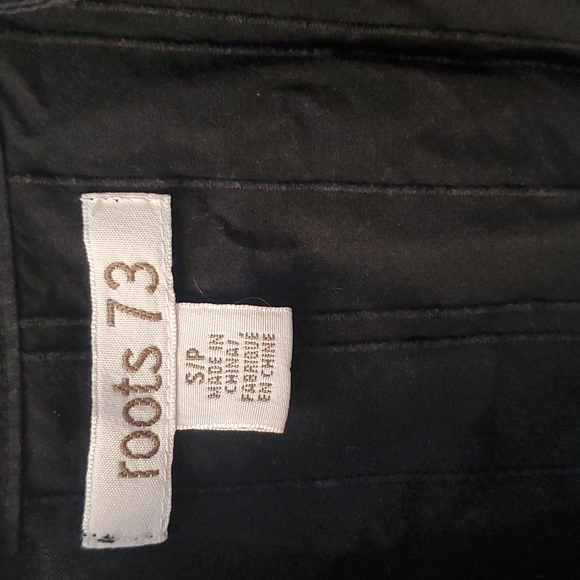 roots 73
S/P
MADE IN
CHINA/
FABRIQUÉ
EN CHINE